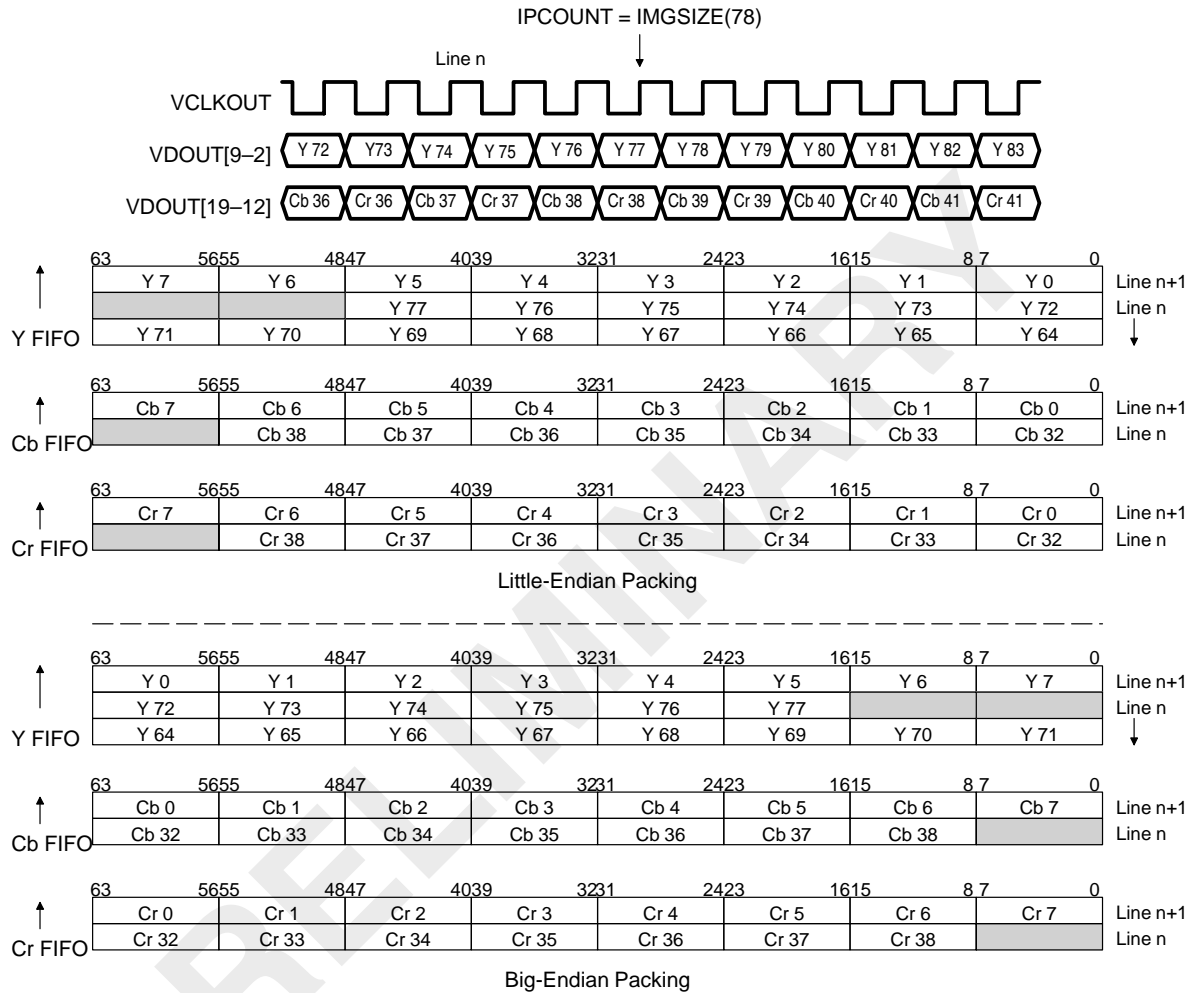 IPCOUNT = IMGSIZE(78)
Line n
VCLKOUT
VDOUT[9–2] Y 72 Y73 Y 74 Y 75 Y 76 Y 77 Y 78 Y 79 Y 80 Y 81 Y 82 Y 83
VDOUT[19–12] Cb 36 Cr 36 Cb 37 Cr 37 Cb 38 Cr 38 Cb 39 Cr 39 Cb 40 Cr 40 Cb 41 Cr 41
63 5655 4847 4039 3231 2423 1615 8 7 0
Y 7 Y 6 Y 5 Y 4 Y 3 Y 2 Y 1 Y 0 Line n+1
Y 77 Y 76 Y 75 Y 74 Y 73 Y 72 Line n
Y FIFO Y 71 Y 70 Y 69 Y 68 Y 67 Y 66 Y 65 Y 64
63 5655 4847 4039 3231 2423 1615 8 7 0
Cb 7 Cb 6 Cb 5 Cb 4 Cb 3 Cb 2 Cb 1 Cb 0 Line n+1
Cb FIFO Cb 38 Cb 37 Cb 36 Cb 35 Cb 34 Cb 33 Cb 32 Line n
63 5655 4847 4039 3231 2423 1615 8 7 0
Cr 7 Cr 6 Cr 5 Cr 4 Cr 3 Cr 2 Cr 1 Cr 0 Line n+1
Cr FIFO Cr 38 Cr 37 Cr 36 Cr 35 Cr 34 Cr 33 Cr 32 Line n
Little-Endian Packing
63 5655 4847 4039 3231 2423 1615 8 7 0
Y 0 Y 1 Y 2 Y 3 Y 4 Y 5 Y 6 Y 7 Line n+1
Y 72 Y 73 Y 74 Y 75 Y 76 Y 77 Line n
Y FIFO Y 64 Y 65 Y 66 Y 67 Y 68 Y 69 Y 70 Y 71
63 5655 4847 4039 3231 2423 1615 8 7 0
Cb 0 Cb 1 Cb 2 Cb 3 Cb 4 Cb 5 Cb 6 Cb 7 Line n+1
Cb FIFO Cb 32 Cb 33 Cb 34 Cb 35 Cb 36 Cb 37 Cb 38 Line n
63 5655 4847 4039 3231 2423 1615 8 7 0
Cr 0 Cr 1 Cr 2 Cr 3 Cr 4 Cr 5 Cr 6 Cr 7 Line n+1
Cr FIFO Cr 32 Cr 33 Cr 34 Cr 35 Cr 36 Cr 37 Cr 38 Line n
Big-Endian Packing
RELIMINARY